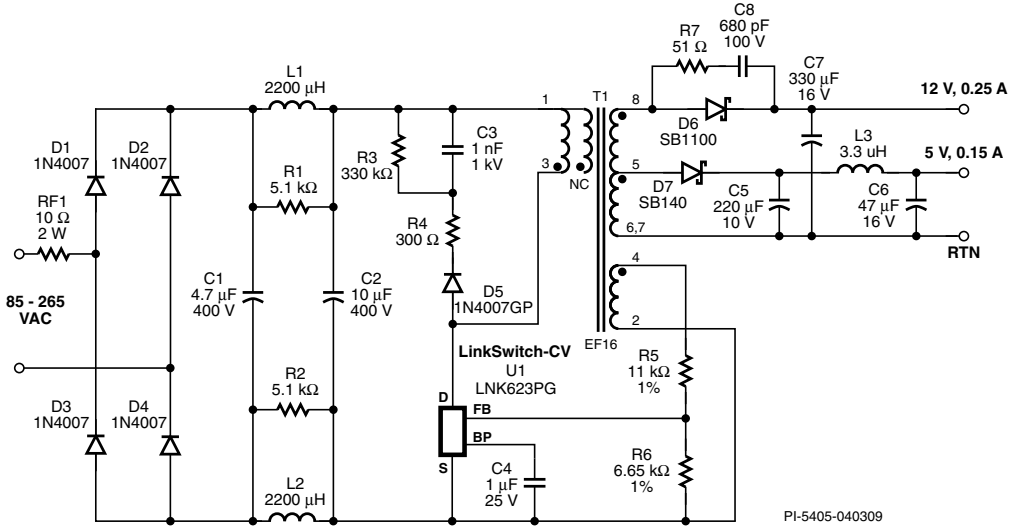 L1
2200 µH
D1
1N4007
D2
1N4007
RF1
10 Ω
2 W
85 - 265
VAC
D3
1N4007
D4
1N4007
R1
5.1 kΩ
C1
4.7 µF
400 V
C2
10 µF
400 V
R2
5.1 kΩ
L2
2200 µH
R3
330 kΩ
C3
1 nF
1 kV
R4
300 Ω
D5
1N4007GP
LinkSwitch-CV
U1
LNK623PG
D
FB
BP
S
C4
1 µF
25 V
1
3
NC
T1
EF16
8
5
6,7
4
2
R7
51 Ω
C8
680 pF
100 V
D6
SB1100
C7
330 µF
16 V
12 V, 0.25 A
D7
SB140
L3
3.3 uH
5 V, 0.15 A
C5
220 µF
10 V
C6
47 µF
16 V
RTN
R5
11 kΩ
1%
R6
6.65 kΩ
1%
PI-5405-040309